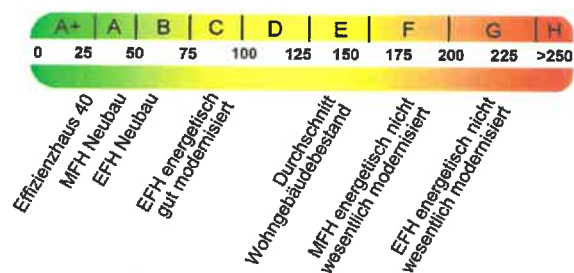 A+ A B C D E F G H
0 25 50 75 100 125 150 175 200 225 >250
Effizienzhaus 40
MFH Neubau
EFH Neubau
EFH energetisch
gut modernisiert
Durchschnitt
Wohngebäudebestand
MFH energetisch nicht
wesentlich modernisiert
EFH energetisch nicht
wesentlich modernisiert